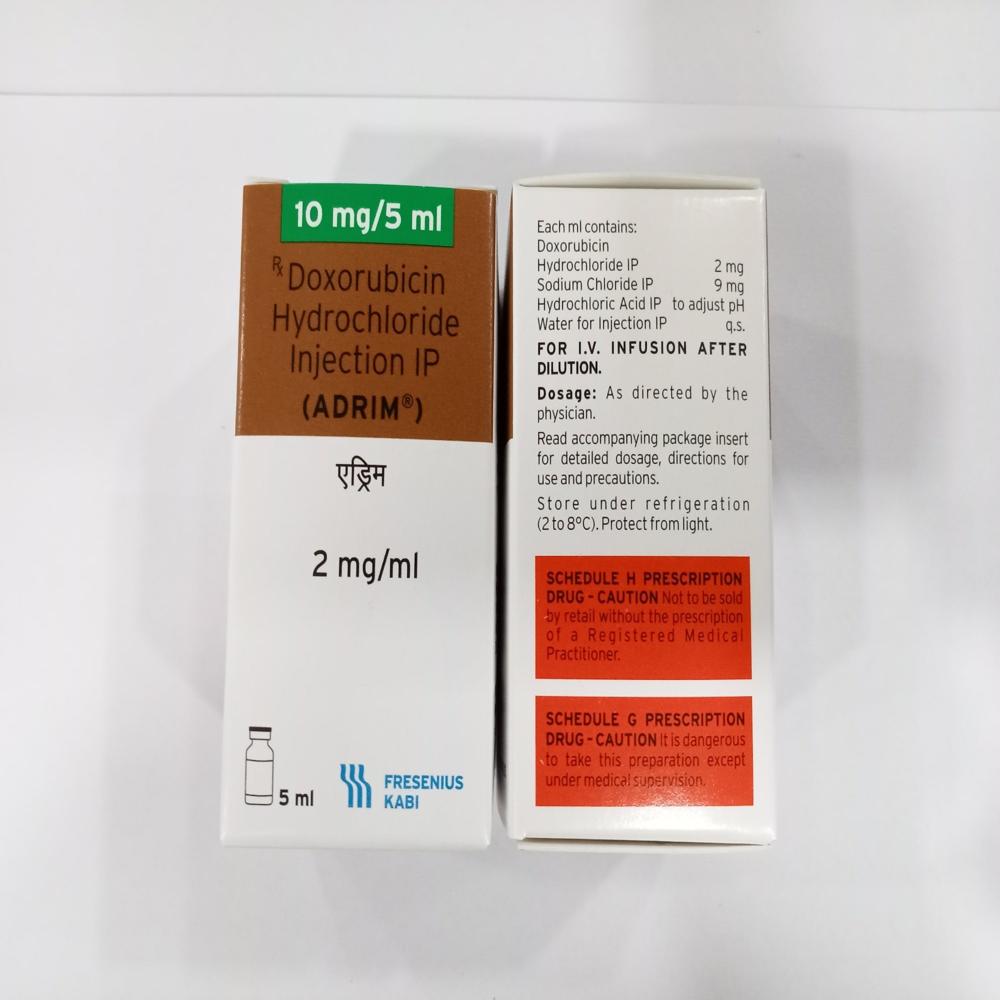 10 mg/5 ml
Rx Doxorubicin
Hydrochloride
Injection IP
(ADRIM®)
एड्रिम
2 mg/ml
5 ml
FRESENIUS
KABI
Each ml contains:
Doxorubicin
Hydrochloride IP 2 mg
Sodium Chloride IP 9 mg
Hydrochloric Acid IP to adjust pH
Water for Injection IP q.s.
FOR I.V. INFUSION AFTER
DILUTION.
Dosage: As directed by the
physician.
Read accompanying package insert
for detailed dosage, directions for
use and precautions.
Store under refrigeration
(2 to 8°C). Protect from light.
SCHEDULE H PRESCRIPTION
DRUG - CAUTION Not to be sold
by retail without the prescription
of a Registered Medical
Practitioner.
SCHEDULE G PRESCRIPTION
DRUG - CAUTION It is dangerous
to take this preparation except
under medical supervision.